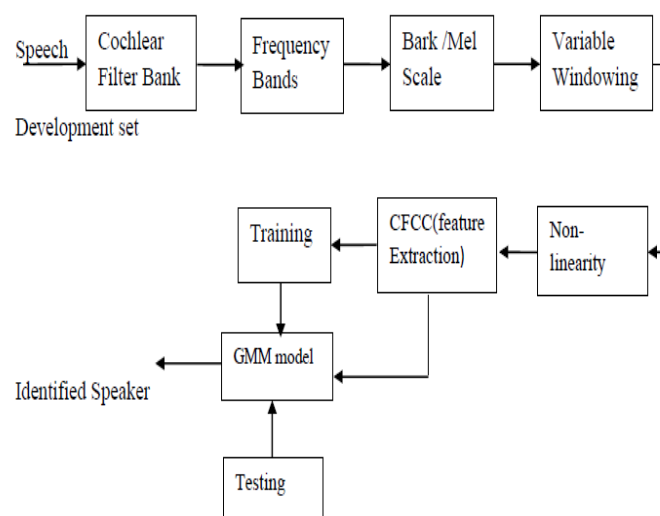 Speech
Cochlear
Filter Bank
Frequency
Bands
Bark /Mel
Scale
Variable
Windowing
Development set
Training
CFCC(feature
Extraction)
Non-
linearity
GMM model
Identified Speaker
Testing